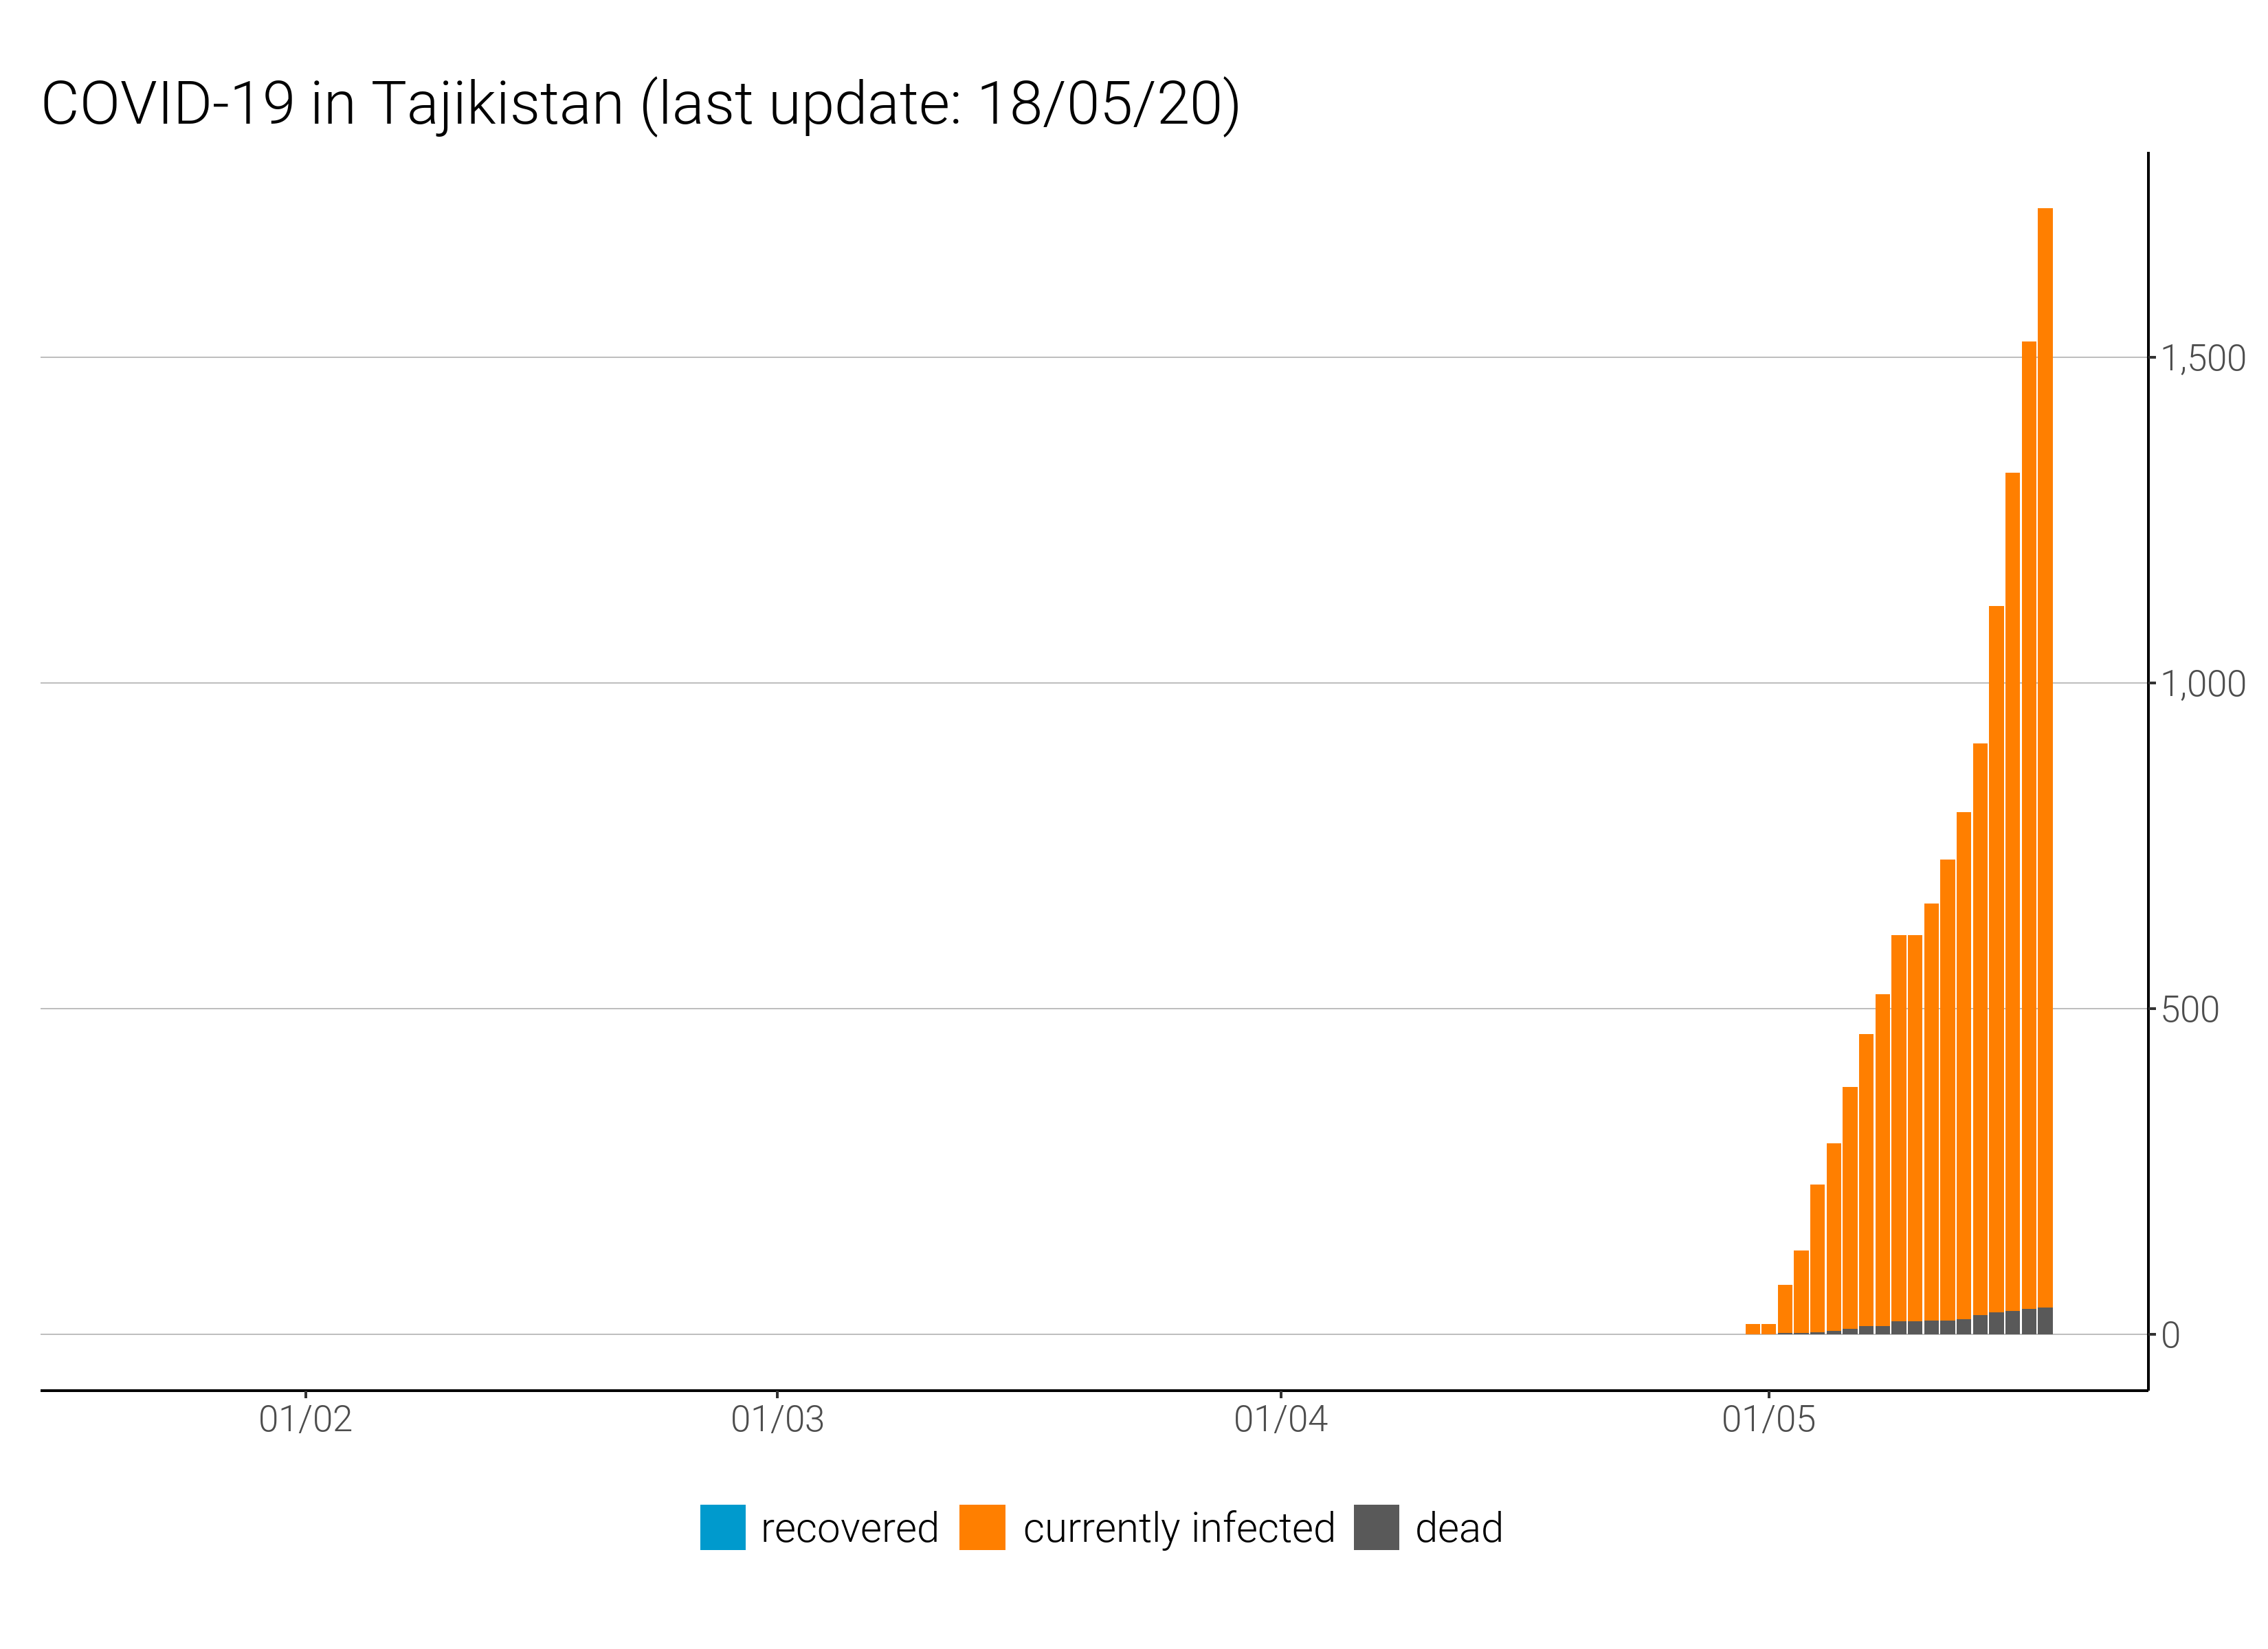 COVID-19 in Tajikistan (last update: 18/05/20)
1,500
1,000
500
0
01/02 01/03 01/04 01/05
recovered currently infected dead